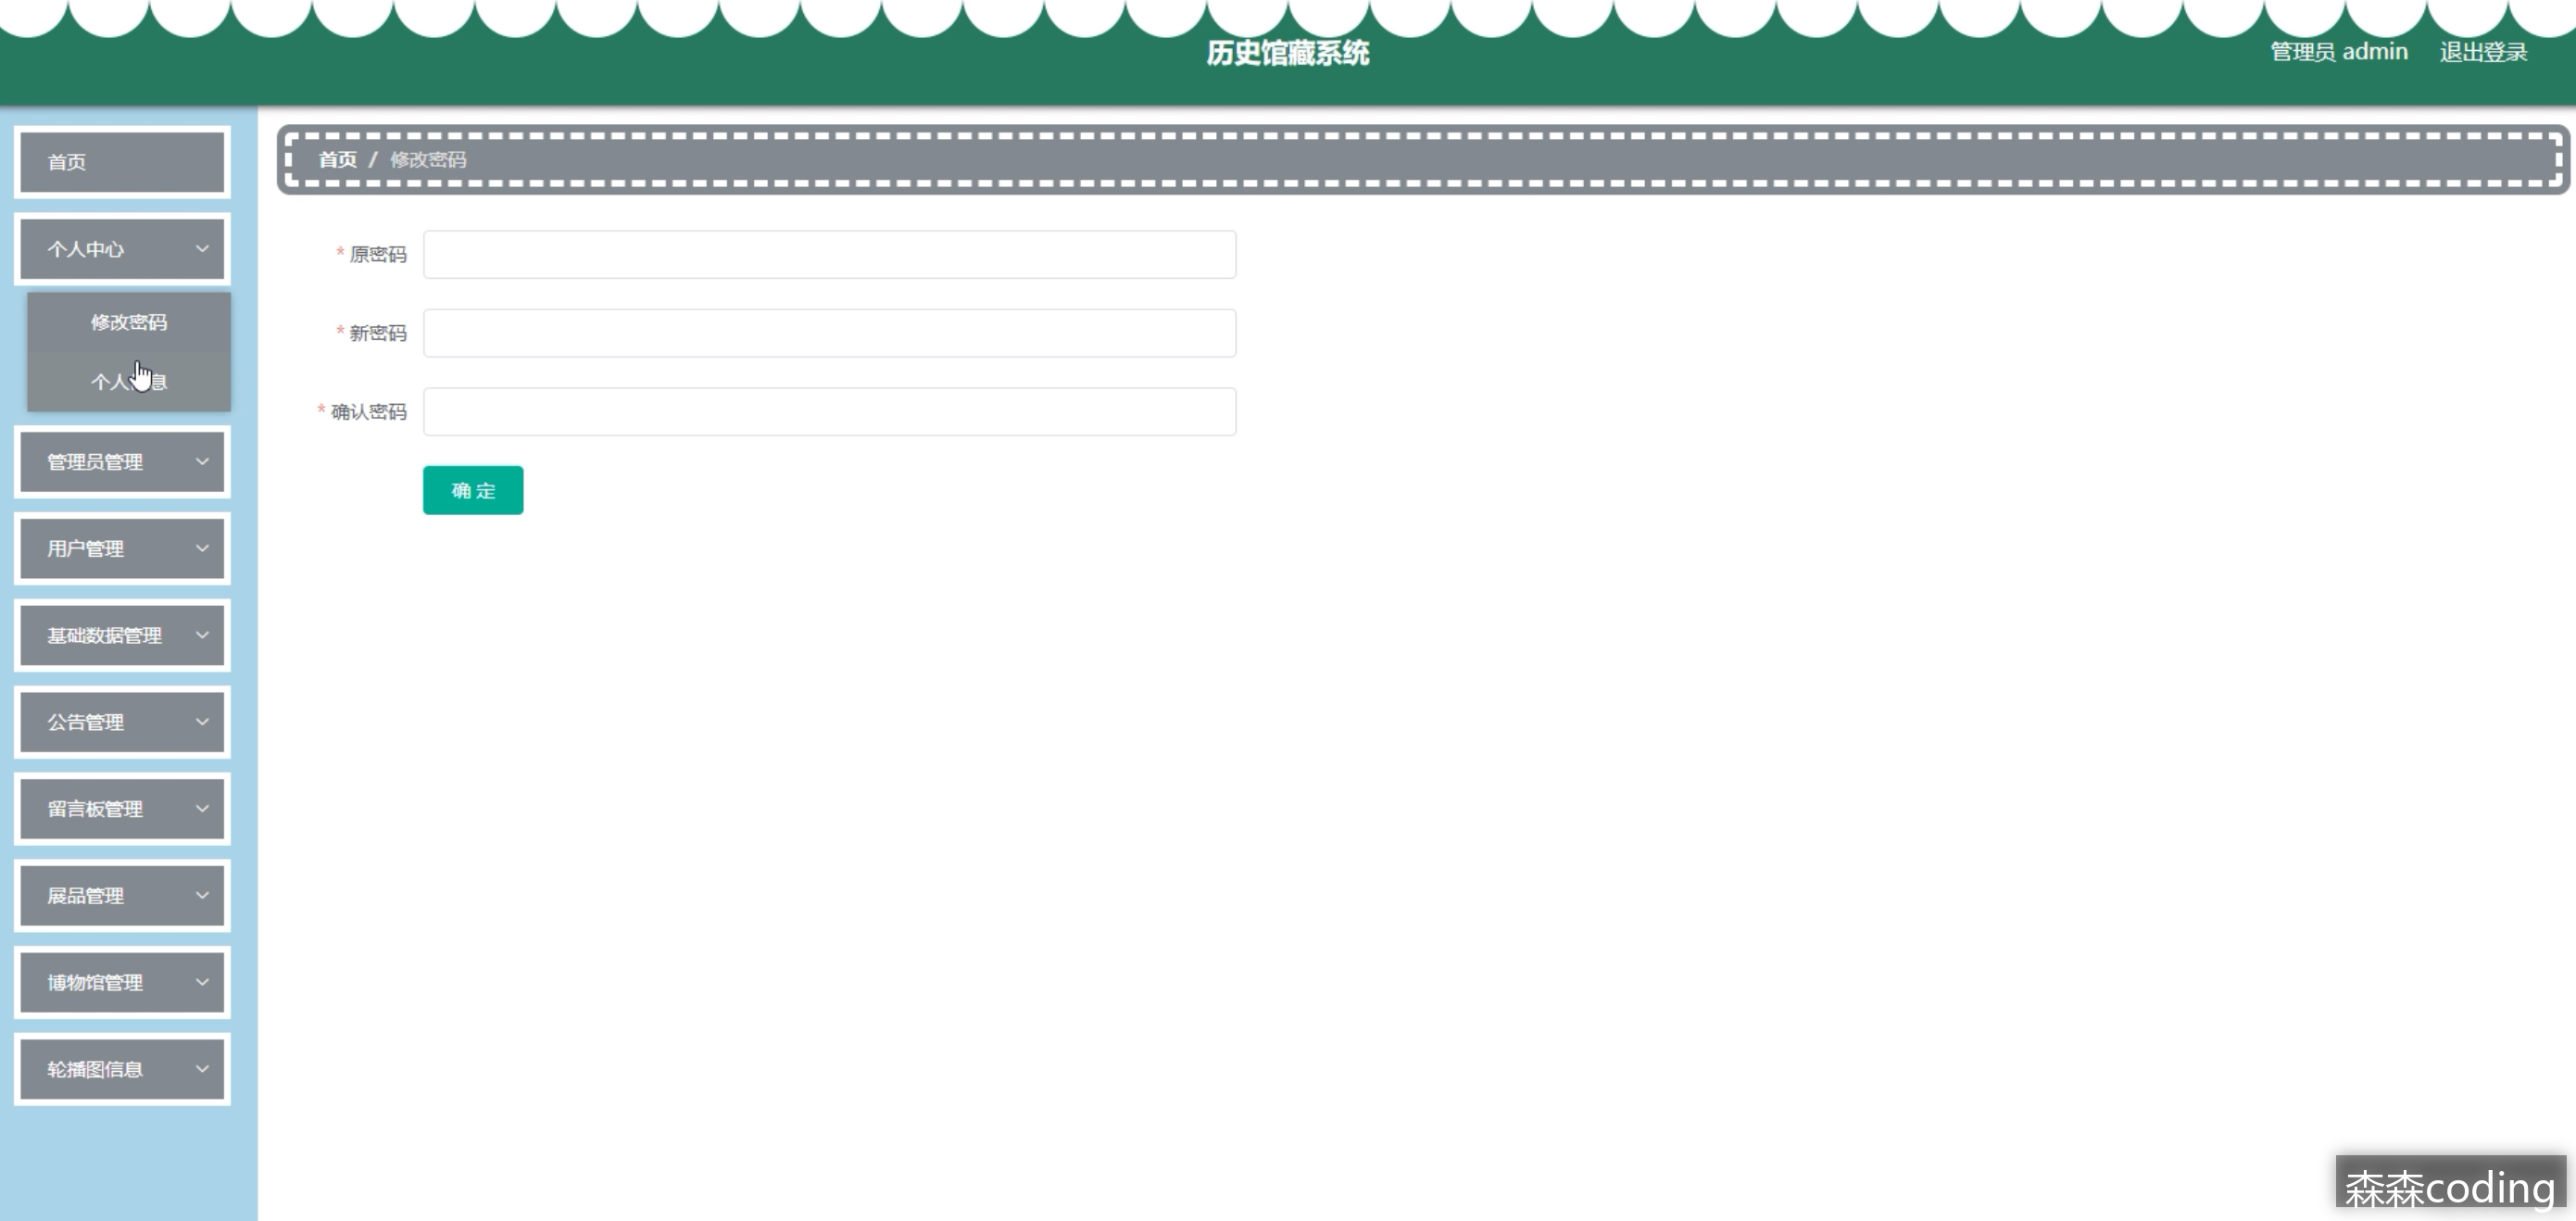 历史馆藏系统
管理员 admin 退出登录
首页
首页 / 修改密码
个人中心
修改密码
个人
息
管理员管理
用户管理
基础数据管理
公告管理
留言板管理
展品管理
博物馆管理
轮播图信息
* 原密码
* 新密码
* 确认密码
确 定
森森coding